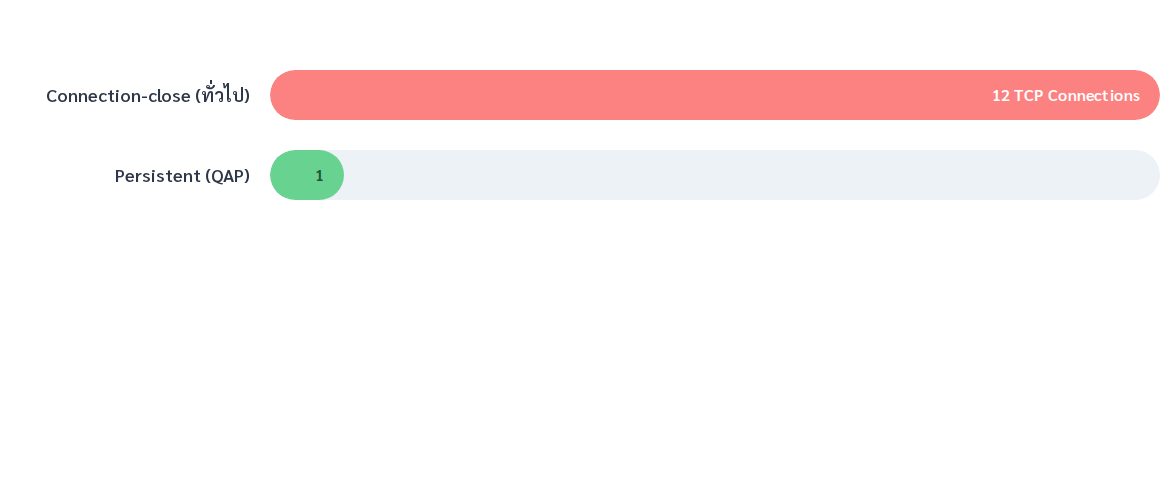 Connection-close (ทั่วไป)
12 TCP Connections
Persistent (QAP)
1